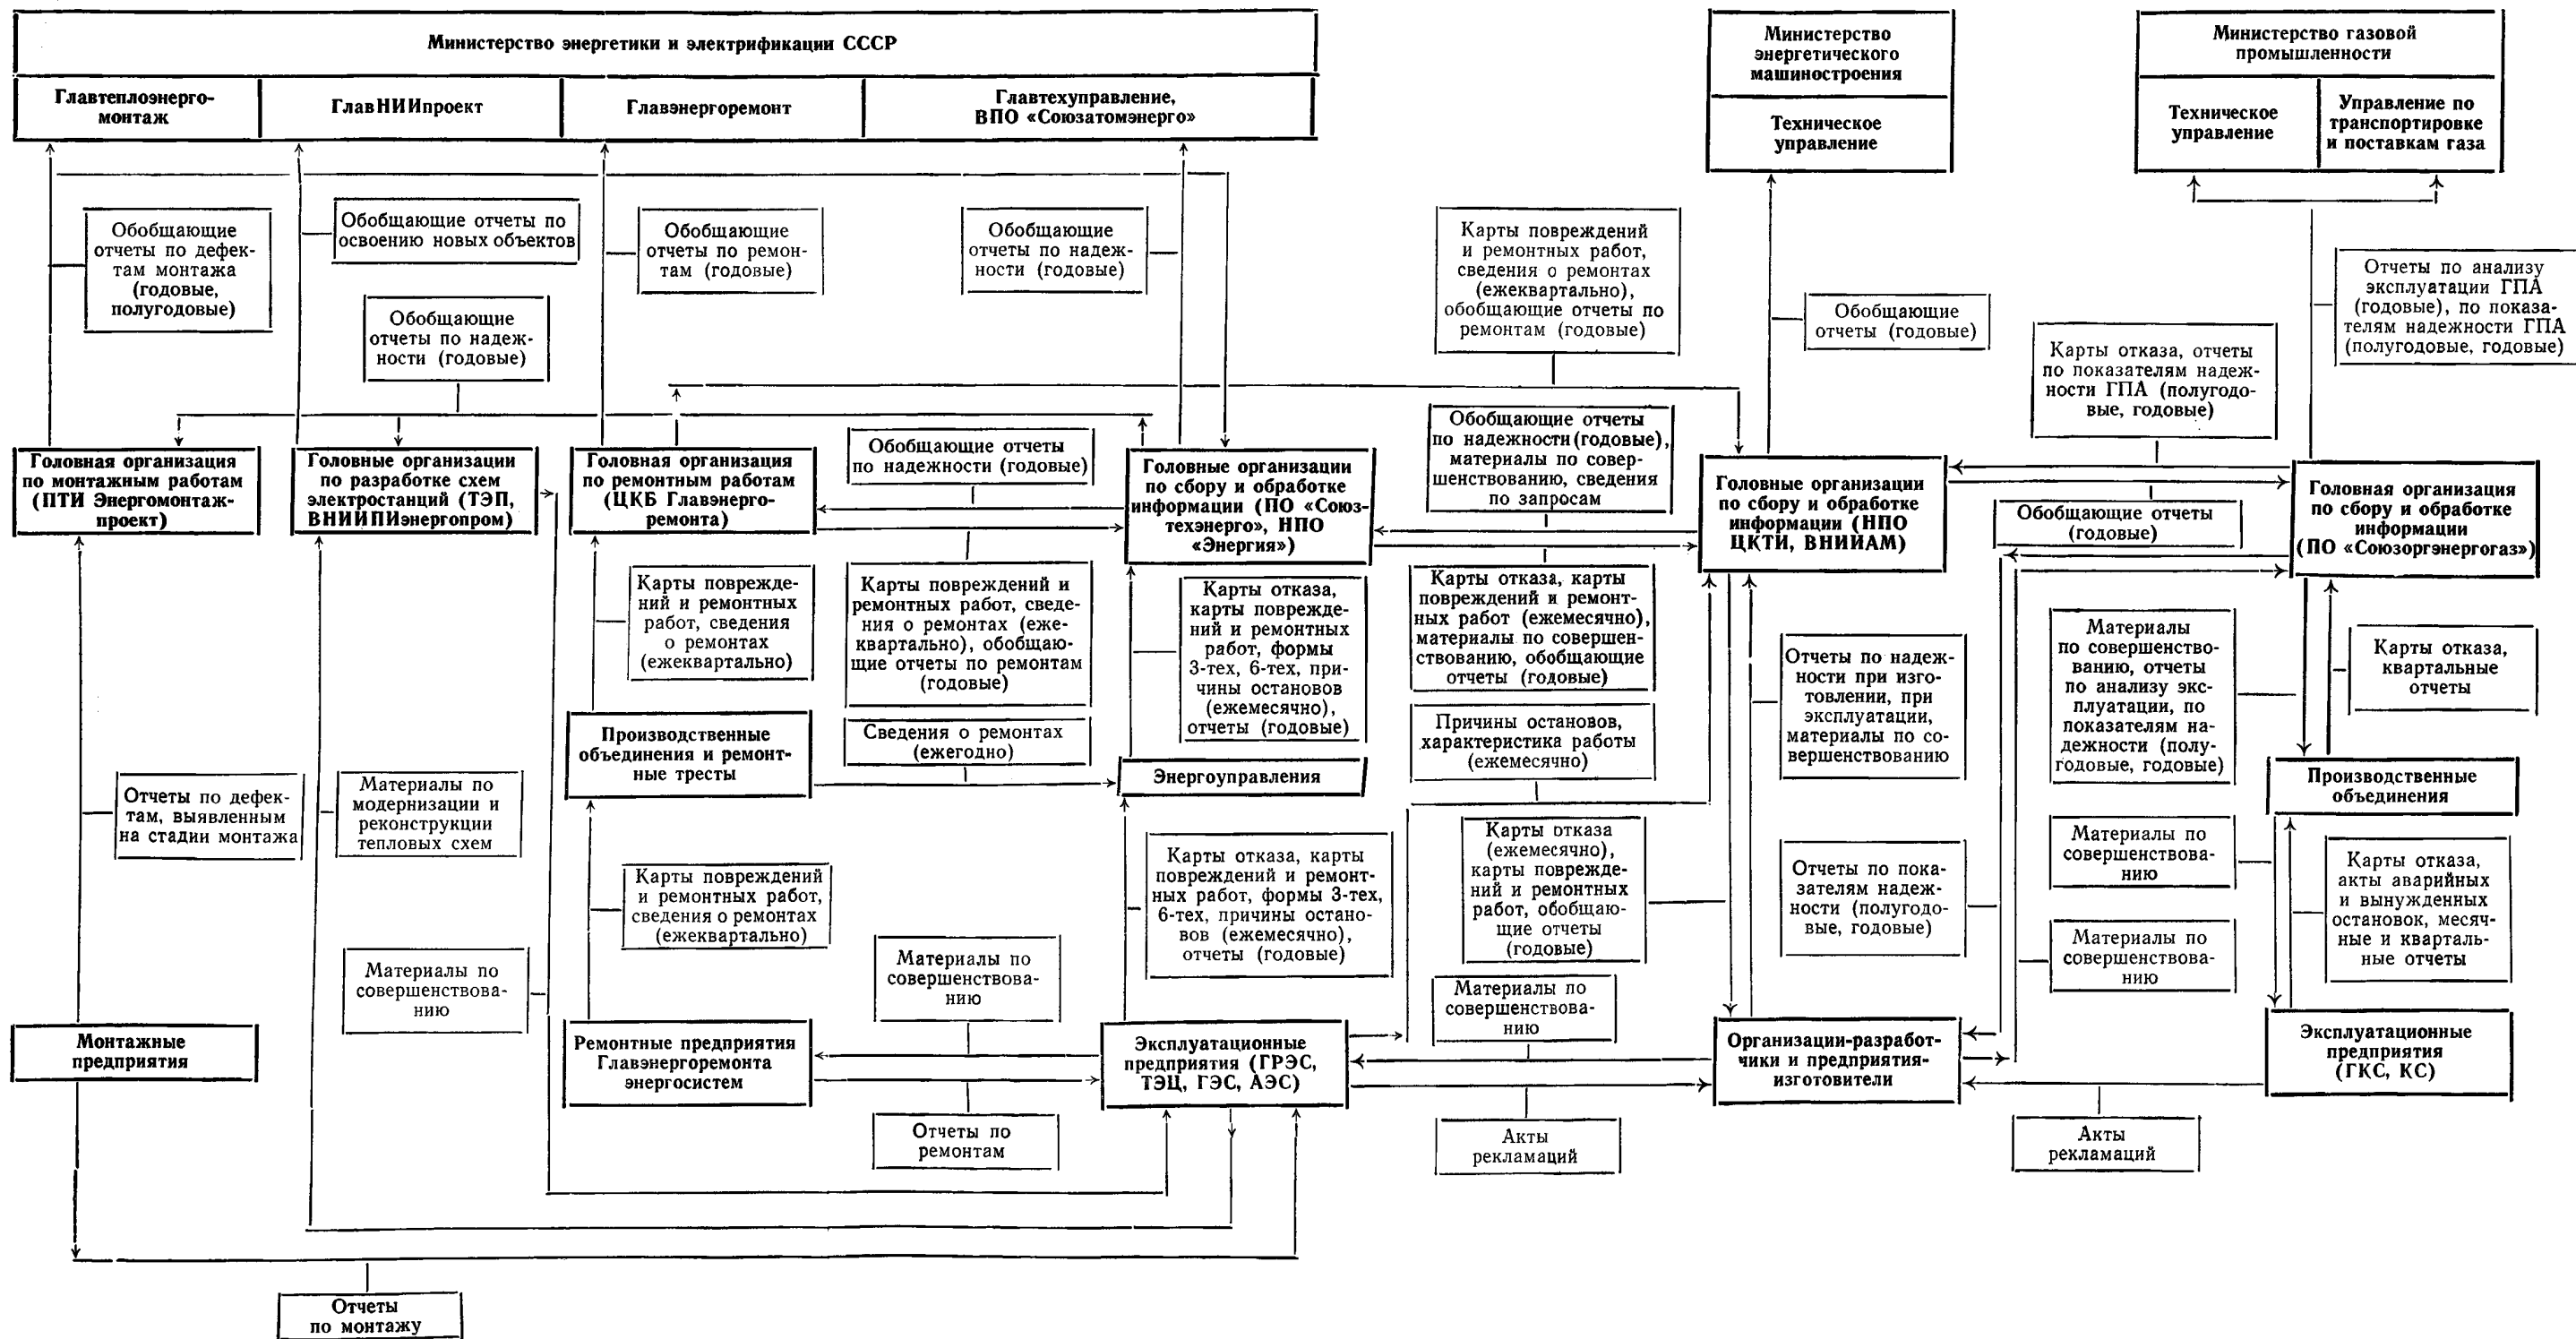 Министерство энергетики и электрификации СССР
Главтеплоэнерго-
монтаж
ГлавНИИпроект
Главэнергоремонт
Главтехуправление,
ВПО «Союзатомэнерго»
Министерство
энергетического
машиностроения
Техническое
управление
Министерство газовой
промышленности
Техническое
управление
Управление по
транспортировке
и поставкам газа
Обобщающие
отчеты по дефек-
там монтажа
(годовые,
полугодовые)
Обобщающие отчеты по
освоению новых объектов
Обобщающие
отчеты по надеж-
ности (годовые)
Обобщающие
отчеты по ремон-
там (годовые)
Обобщающие
отчеты по надеж-
ности (годовые)
Карты повреждений
и ремонтных работ,
сведения о ремонтах
(ежеквартально),
обобщающие отчеты по
ремонтам (годовые)
Обобщающие
отчеты (годовые)
Отчеты по анализу
эксплуатации ГПА
(годовые), по показа-
телям надежности ГПА
(полугодовые, годовые)
Карты отказа, отчеты
по показателям надеж-
ности ГПА (полугодо-
вые, годовые)
Головная организация
по монтажным работам
(ПТИ Энергомонтаж-
проект)
Головные организации
по разработке схем
электростанций (ТЭП,
ВНИИПИэнергопром)
Головная организация
по ремонтным работам
(ЦКБ Главэнерго-
ремонта)
Обобщающие отчеты
по надежности (годовые)
Головные организации
по сбору и обработке
информации (ПО «Союз-
техэнерго», НПО
«Энергия»)
Обобщающие отчеты
по надежности (годовые),
материалы по совер-
шенствованию, сведения
по запросам
Головные организации
по сбору и обработке
информации (НПО
ЦКТИ, ВНИИАМ)
Обобщающие отчеты
(годовые)
Головная организация
по сбору и обработке
информации
(ПО «Союзоргэнергогаз»)
Карты поврежде-
ний и ремонтных
работ, сведения
о ремонтах
(ежеквартально)
Карты повреждений и
ремонтных работ, сведе-
ния о ремонтах (еже-
квартально), обобщаю-
щие отчеты по ремонтам
(годовые)
Карты отказа,
карты поврежде-
ний и ремонтных
работ, формы
3-тех, 6-тех, при-
чины остановов
(ежемесячно),
отчеты (годовые)
Карты отказа, карты
повреждений и ремонт-
ных работ (ежемесячно),
материалы по совершен-
ствованию, обобщающие
отчеты (годовые)
Отчеты по надеж-
ности при изго-
товлении, при
эксплуатации,
материалы по со-
вершенствованию
Материалы
по совершенство-
ванию, отчеты
по анализу экс-
плуатации, по
показателям на-
дежности (полу-
годовые, годовые)
Карты отказа,
квартальные
отчеты
Производственные
объединения и ремонт-
ные тресты
Сведения о ремонтах
(ежегодно)
Энергоуправления
Причины остановов,
характеристика работы
(ежемесячно)
Производственные
объединения
Отчеты по дефек-
там, выявленным
на стадии монтажа
Материалы по
модернизации и
реконструкции
тепловых схем
Карты повреждений
и ремонтных работ,
сведения о ремонтах
(ежеквартально)
Карты отказа, карты
повреждений и ремонт-
ных работ, формы 3-тех,
6-тех, причины остано-
вов (ежемесячно),
отчеты (годовые)
Карты отказа
(ежемесячно),
карты поврежде-
ний и ремонтных
работ, обобщаю-
щие отчеты
(годовые)
Отчеты по пока-
зателям надеж-
ности (полугодо-
вые, годовые)
Материалы по
совершенствова-
нию
Карты отказа,
акты аварийных
и вынужденных
остановок, месяч-
ные и кварталь-
ные отчеты
Материалы по
совершенствова-
нию
Материалы по
совершенствова-
нию
Материалы по
совершенствова-
нию
Материалы по
совершенствова-
нию
Монтажные
предприятия
Ремонтные предприятия
Главэнергоремонта
энергосистем
Эксплуатационные
предприятия (ГРЭС,
ТЭЦ, ГЭС, АЭС)
Организации-разработ-
чики и предприятия-
изготовители
Эксплуатационные
предприятия
(ГКС, КС)
Отчеты по
ремонтам
Акты
рекламаций
Акты
рекламаций
Отчеты
по монтажу